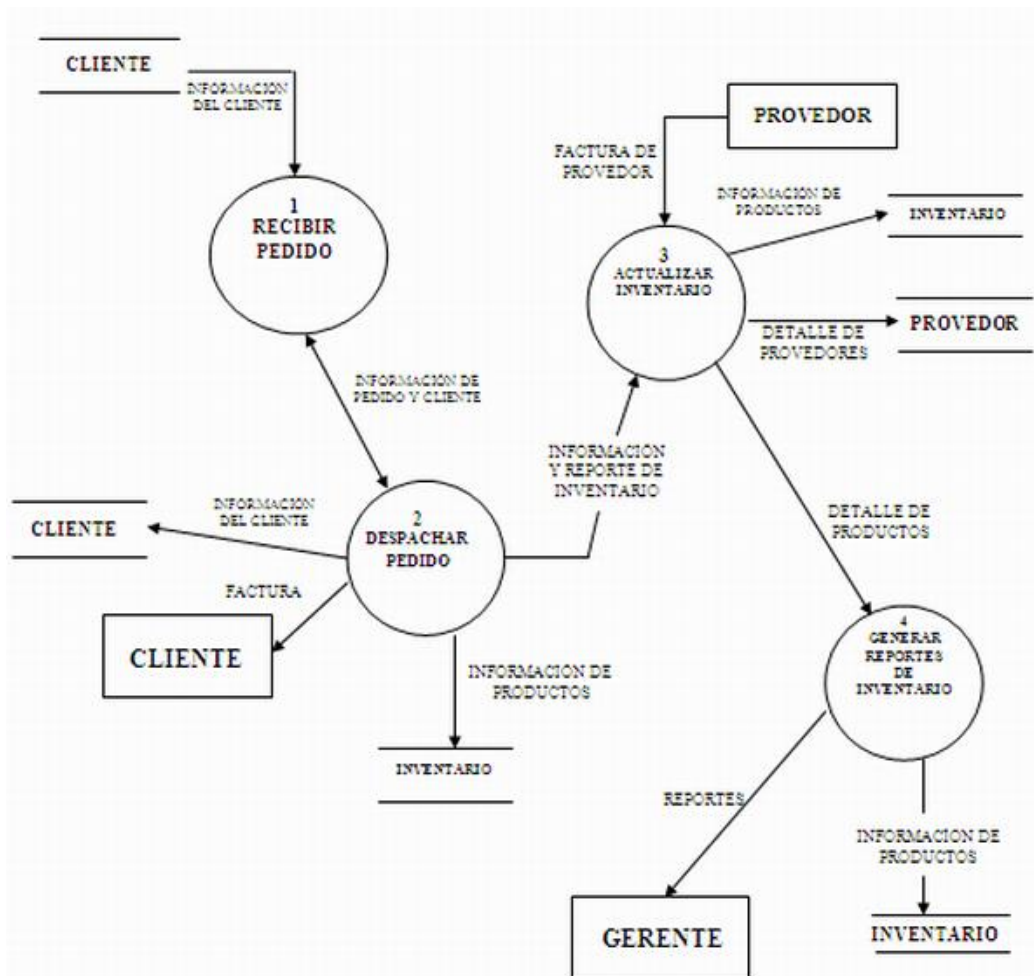 CLIENTE
INFORMACION
DEL CLIENTE
1
RECIBIR
PEDIDO
PROVEDOR
FACTURA DE
PROVEDOR
INFORMACION DE
PRODUCTOS
INVENTARIO
3
ACTUALIZAR
INVENTARIO
PROVEDOR
DETALLE DE
PROVEDORES
INFORMACION DE
PEDIDO Y CLIENTE
INFORMACION
Y REPORTE DE
INVENTARIO
CLIENTE
INFORMACION
DEL CLIENTE
2
DESPACHAR
PEDIDO
DETALLE DE
PRODUCTOS
FACTURA
CLIENTE
INFORMACION DE
PRODUCTOS
INVENTARIO
4
GENERAR
REPORTES
DE
INVENTARIO
REPORTES
GERENTE
INFORMACION DE
PRODUCTOS
INVENTARIO